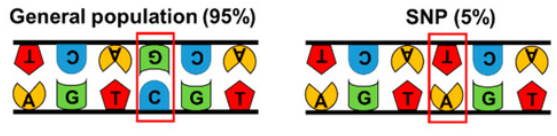 General population (95%) SNP (5%)
T C A G C A T C A T C A
A G T C G T A G T A G T